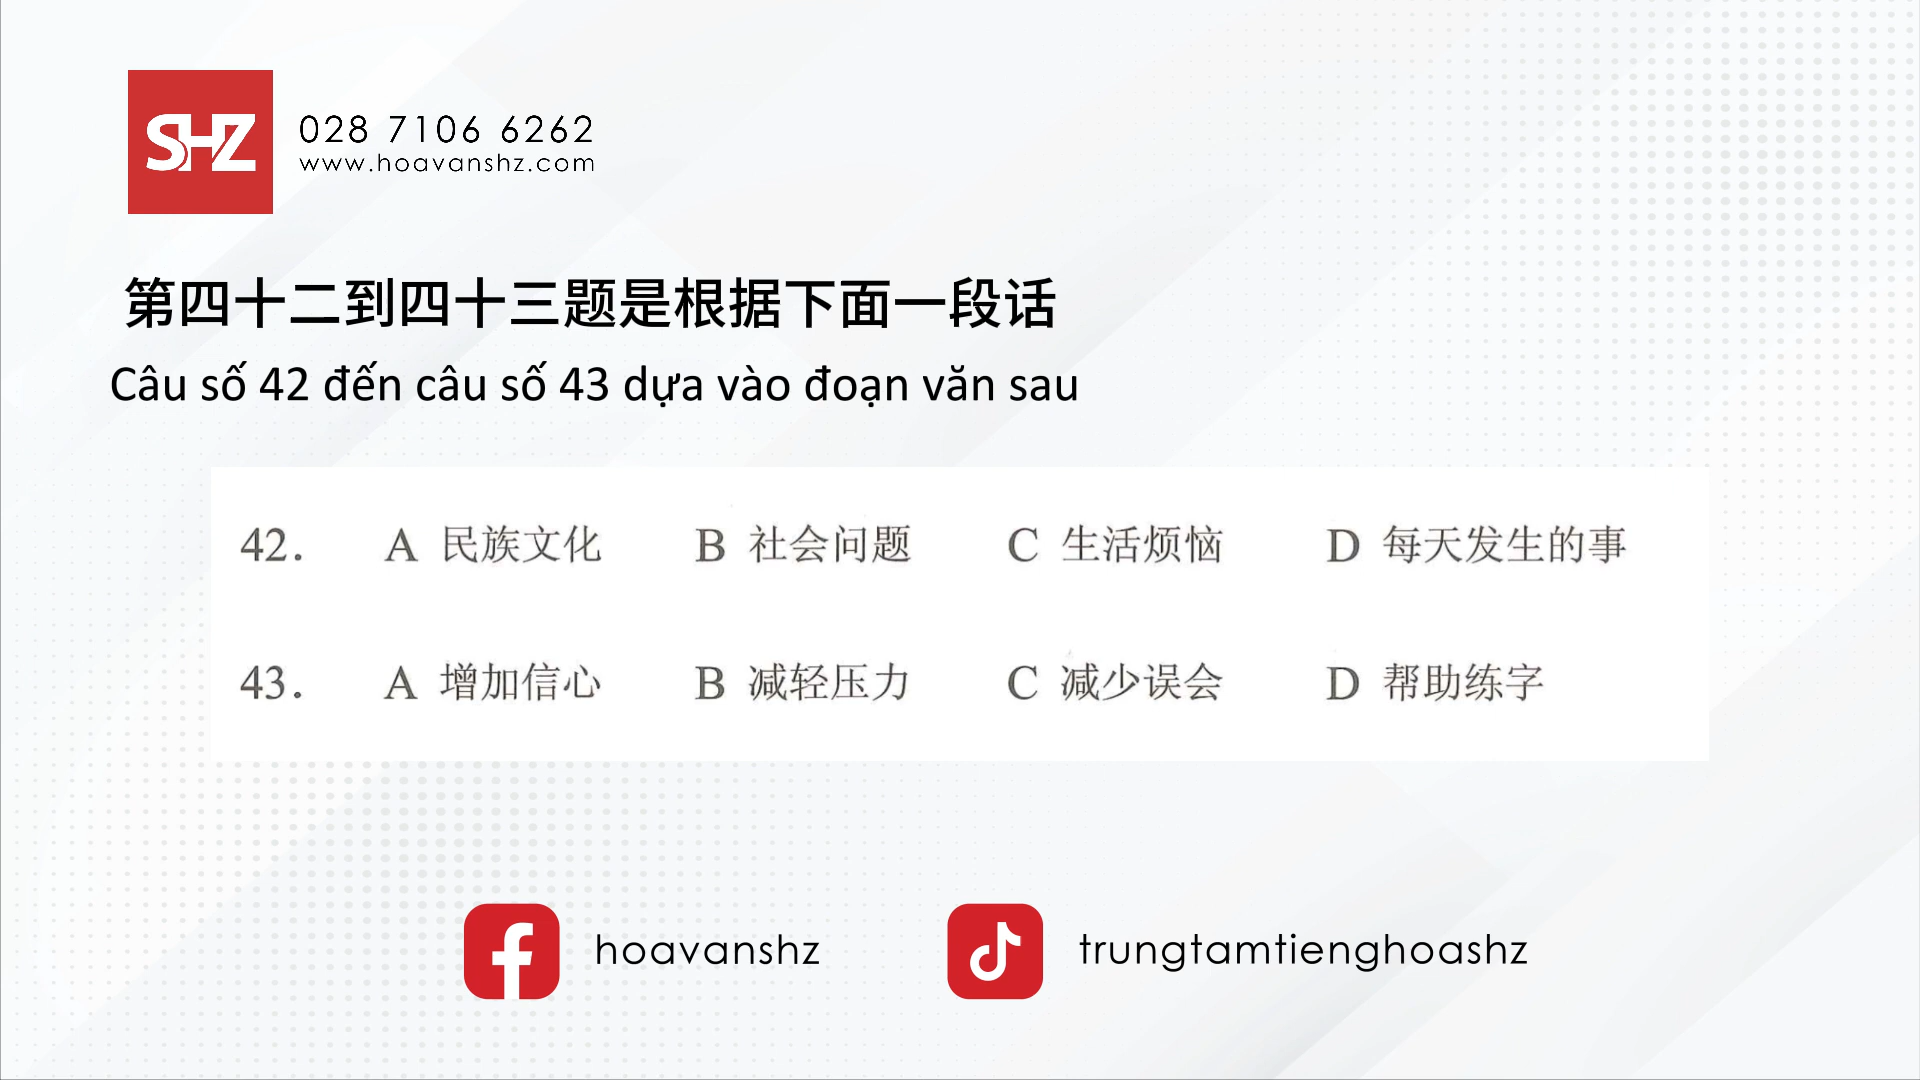 SHZ
028 7106 6262
www.hoavanshz.com
第四十二到四十三题是根据下面一段话
Câu số 42 đến câu số 43 dựa vào đoạn văn sau
42. A 民族文化 B 社会问题 C 生活烦恼 D 每天发生的事
43. A 增加信心 B 减轻压力 C 减少误会 D 帮助练字
hoavanshz trungtamtienghoashz